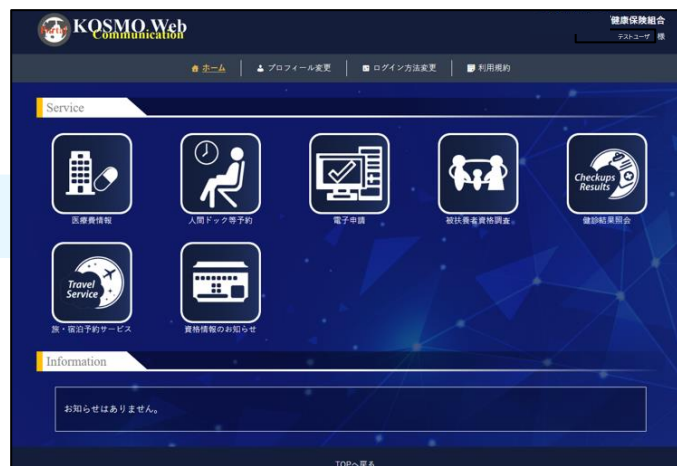 KOSMO Web
Communication
健康保険組合
テストユーザ 様
ホーム
プロフィール変更
ログイン方法変更
利用規約
Service
医療費情報
人間ドック等予約
電子申請
被扶養者資格調査
Checkups
Results
健診結果照会
Travel
Service
旅・宿泊予約サービス
資格情報のお知らせ
Information
お知らせはありません。
TOPへ戻る